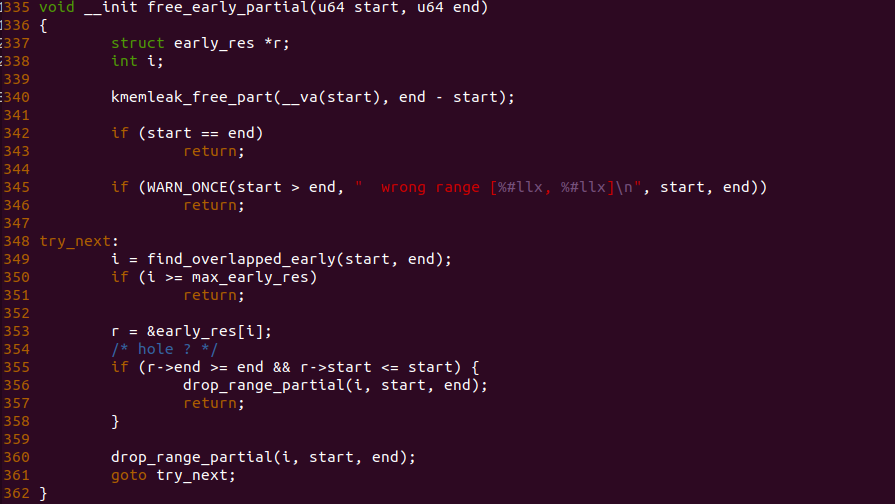 335 void __init free_early_partial(u64 start, u64 end)
336 {
337         struct early_res *r;
338         int i;
339
340         kmemleak_free_part(__va(start), end - start);
341
342         if (start == end)
343                 return;
344
345         if (WARN_ONCE(start > end, "  wrong range [%#llx, %#llx]\n", start, end))
346                 return;
347
348 try_next:
349         i = find_overlapped_early(start, end);
350         if (i >= max_early_res)
351                 return;
352
353         r = &early_res[i];
354         /* hole ? */
355         if (r->end >= end && r->start <= start) {
356                 drop_range_partial(i, start, end);
357                 return;
358         }
359
360         drop_range_partial(i, start, end);
361         goto try_next;
362 }